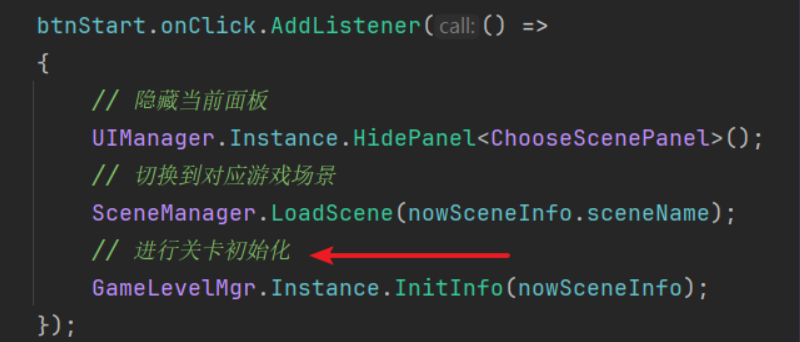 btnStart.onClick.AddListener(call:() =>
{
// 隐藏当前面板
UIManager.Instance.HidePanel<ChooseScenePanel>();
// 切换到对应游戏场景
SceneManager.LoadScene(nowSceneInfo.sceneName);
// 进行关卡初始化
GameLevelMgr.Instance.InitInfo(nowSceneInfo);
});